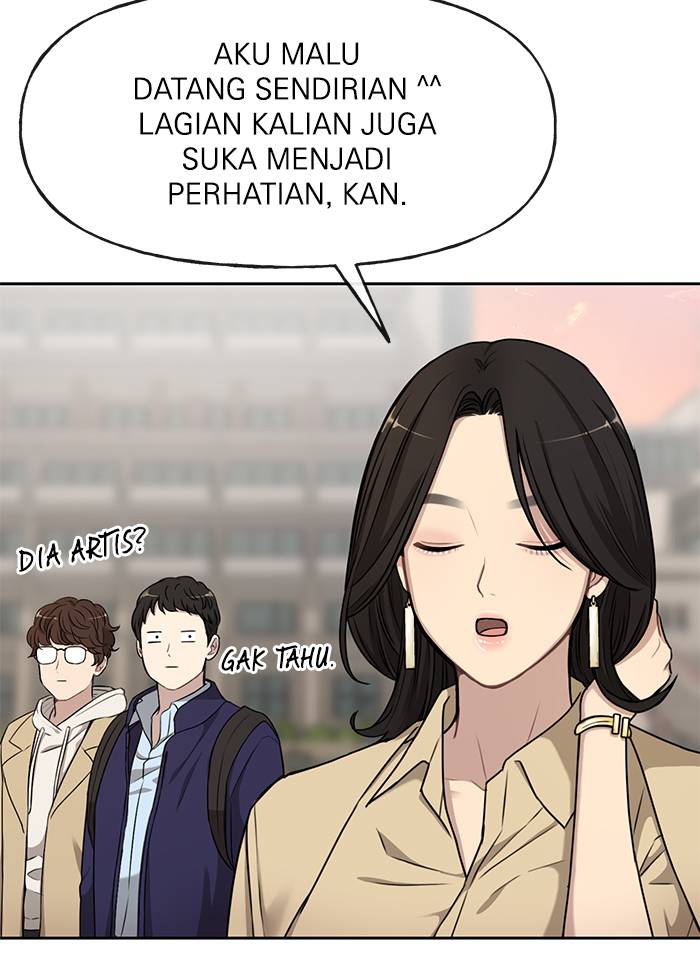 AKU MALU
DATANG SENDIRIAN ^^
LAGIAN KALIAN JUGA
SUKA MENJADI
PERHATIAN, KAN.
DIA ARTIS?
GAK TAHU.